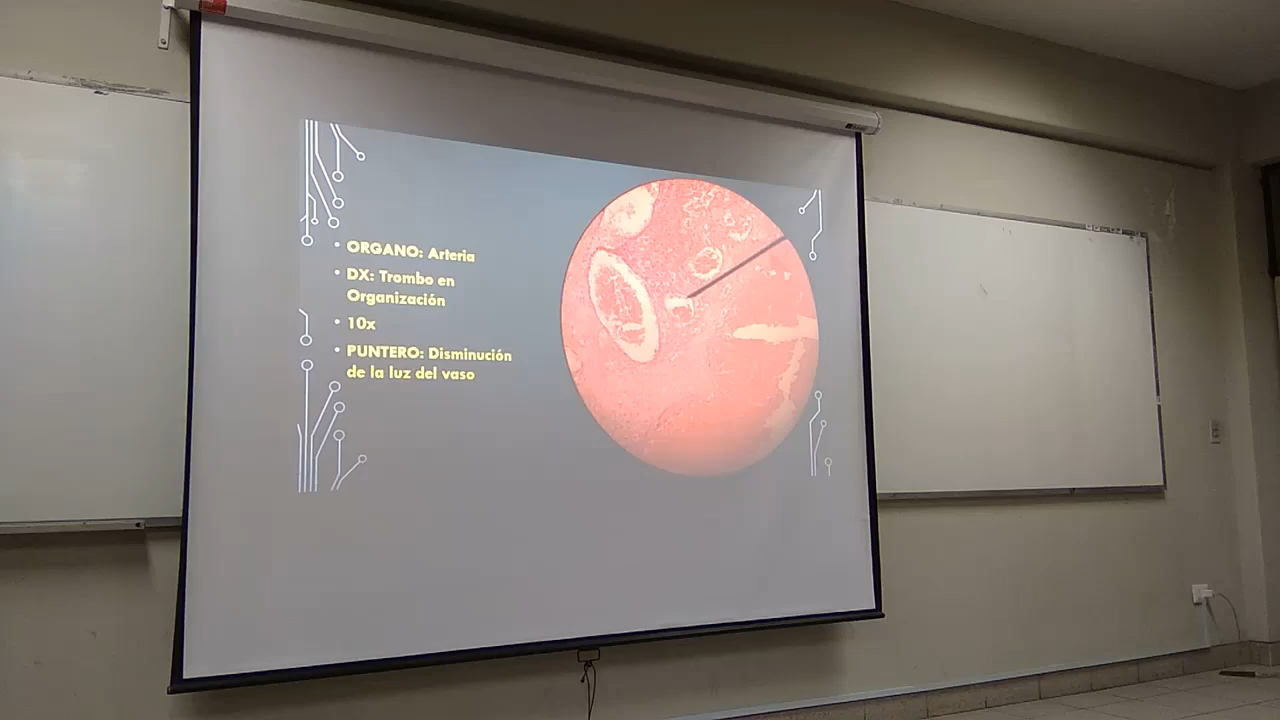 • ORGANO: Arteria
• DX: Trombo en
Organización
• 10x
• PUNTERO: Disminución
de la luz del vaso